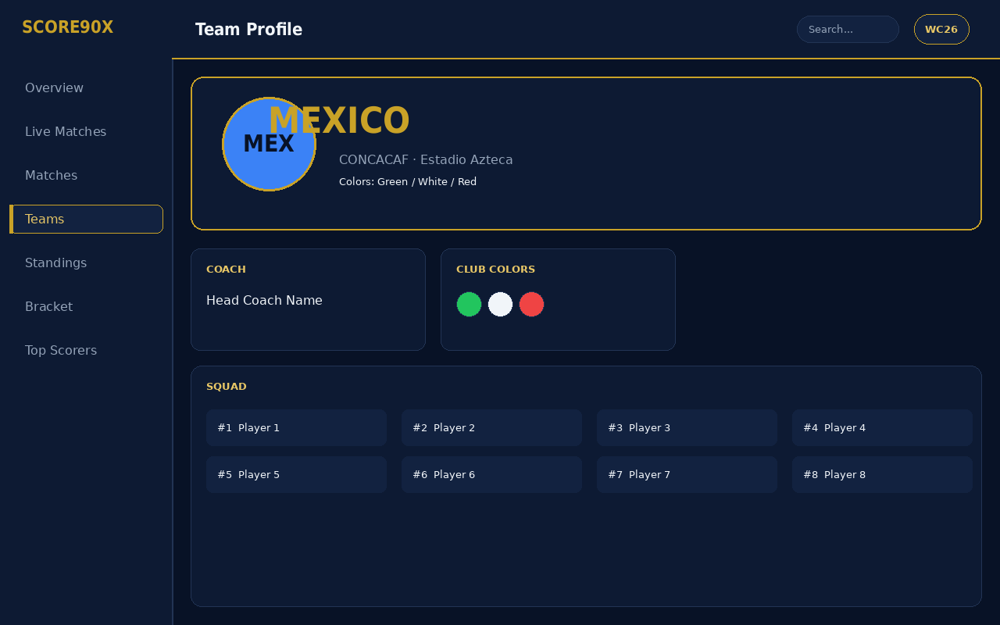 SCORE90X
Team Profile
Search...
WC26
Overview
Live Matches
Matches
Teams
Standings
Bracket
Top Scorers
MEXICO
MEX
CONCACAF · Estadio Azteca
Colors: Green / White / Red
COACH
Head Coach Name
CLUB COLORS
SQUAD
#1 Player 1
#2 Player 2
#3 Player 3
#4 Player 4
#5 Player 5
#6 Player 6
#7 Player 7
#8 Player 8